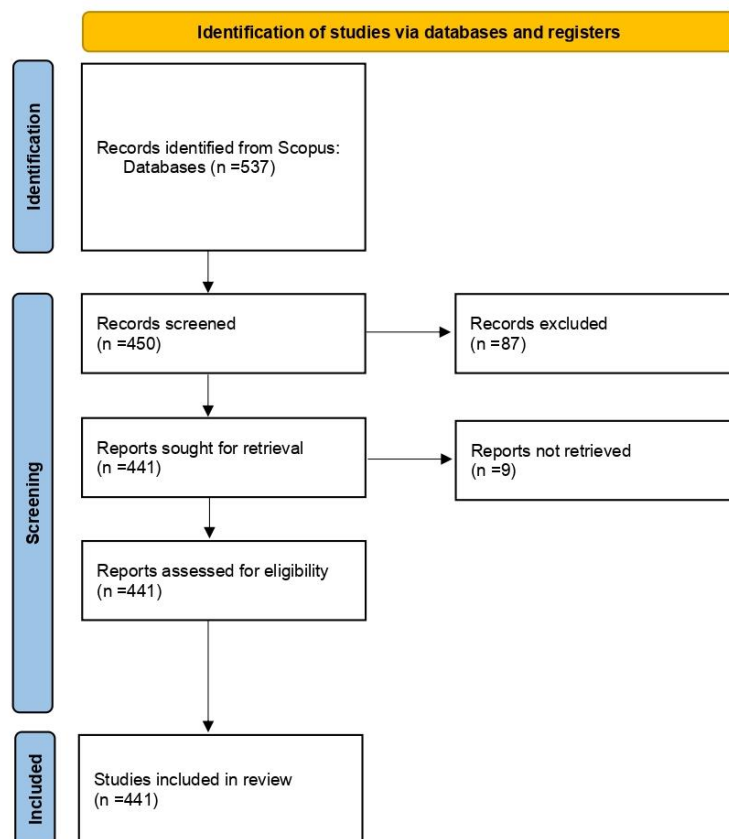 Identification of studies via databases and registers
Identification
Records identified from Scopus:
Databases (n =537)
Screening
Records screened
(n =450)
Records excluded
(n =87)
Reports sought for retrieval
(n =441)
Reports not retrieved
(n =9)
Reports assessed for eligibility
(n =441)
Included
Studies included in review
(n =441)